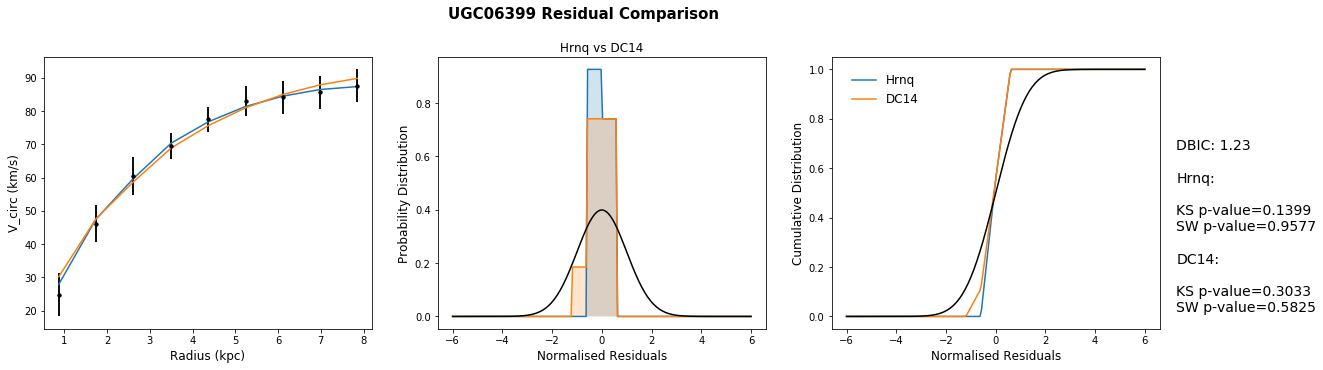 UGC06399 Residual Comparison
V_circ (km/s)
90
80
70
60
50
40
30
20
1 2 3 4 5 6 7 8
Radius (kpc)
Hrnq vs DC14
Probability Distribution
0.8
0.6
0.4
0.2
0.0
−6 −4 −2 0 2 4 6
Normalised Residuals
Cumulative Distribution
1.0
0.8
0.6
0.4
0.2
0.0
Hrnq
DC14
−6 −4 −2 0 2 4 6
Normalised Residuals
DBIC: 1.23
Hrnq:
KS p-value=0.1399
SW p-value=0.9577
DC14:
KS p-value=0.3033
SW p-value=0.5825